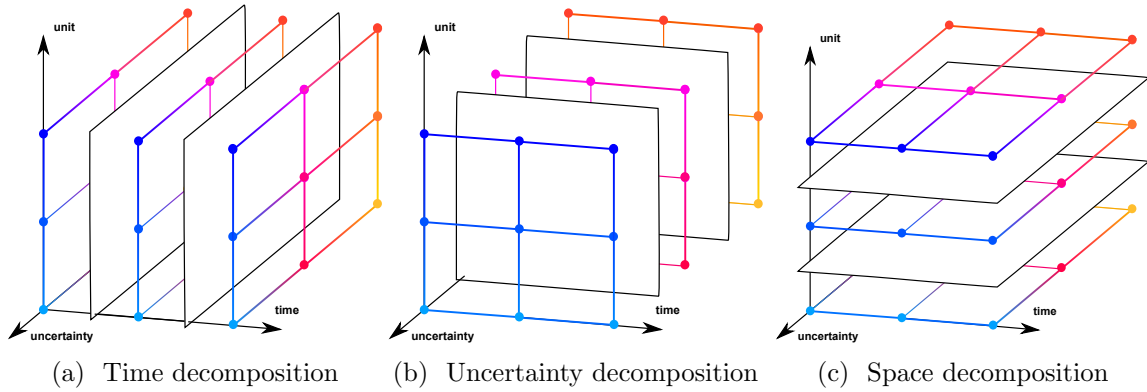 unit
time
uncertainty
(a) Time decomposition
unit
time
uncertainty
(b) Uncertainty decomposition
unit
time
uncertainty
(c) Space decomposition